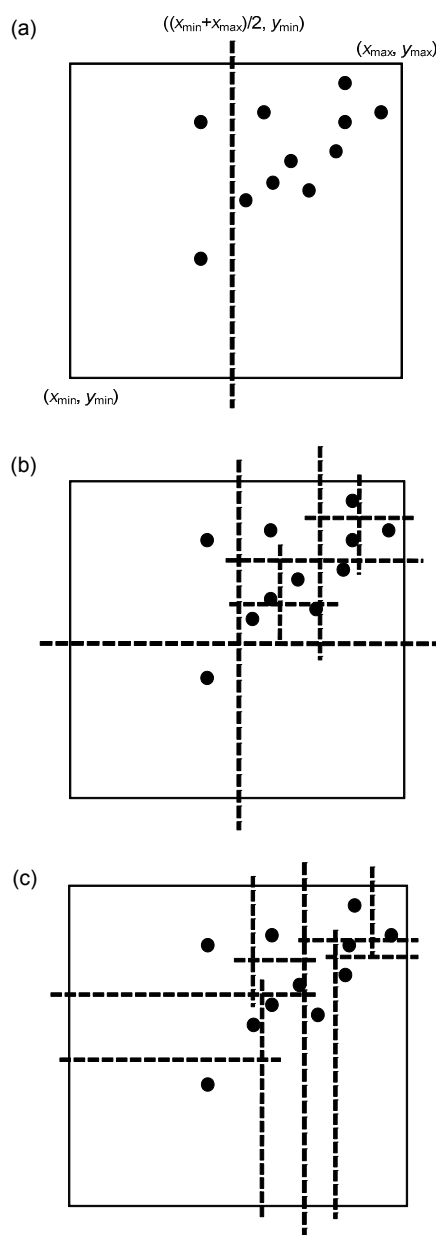 (a)
((xmin+xmax)/2, ymin)
(xmax, ymax)
(xmin, ymin)
(b)
(c)